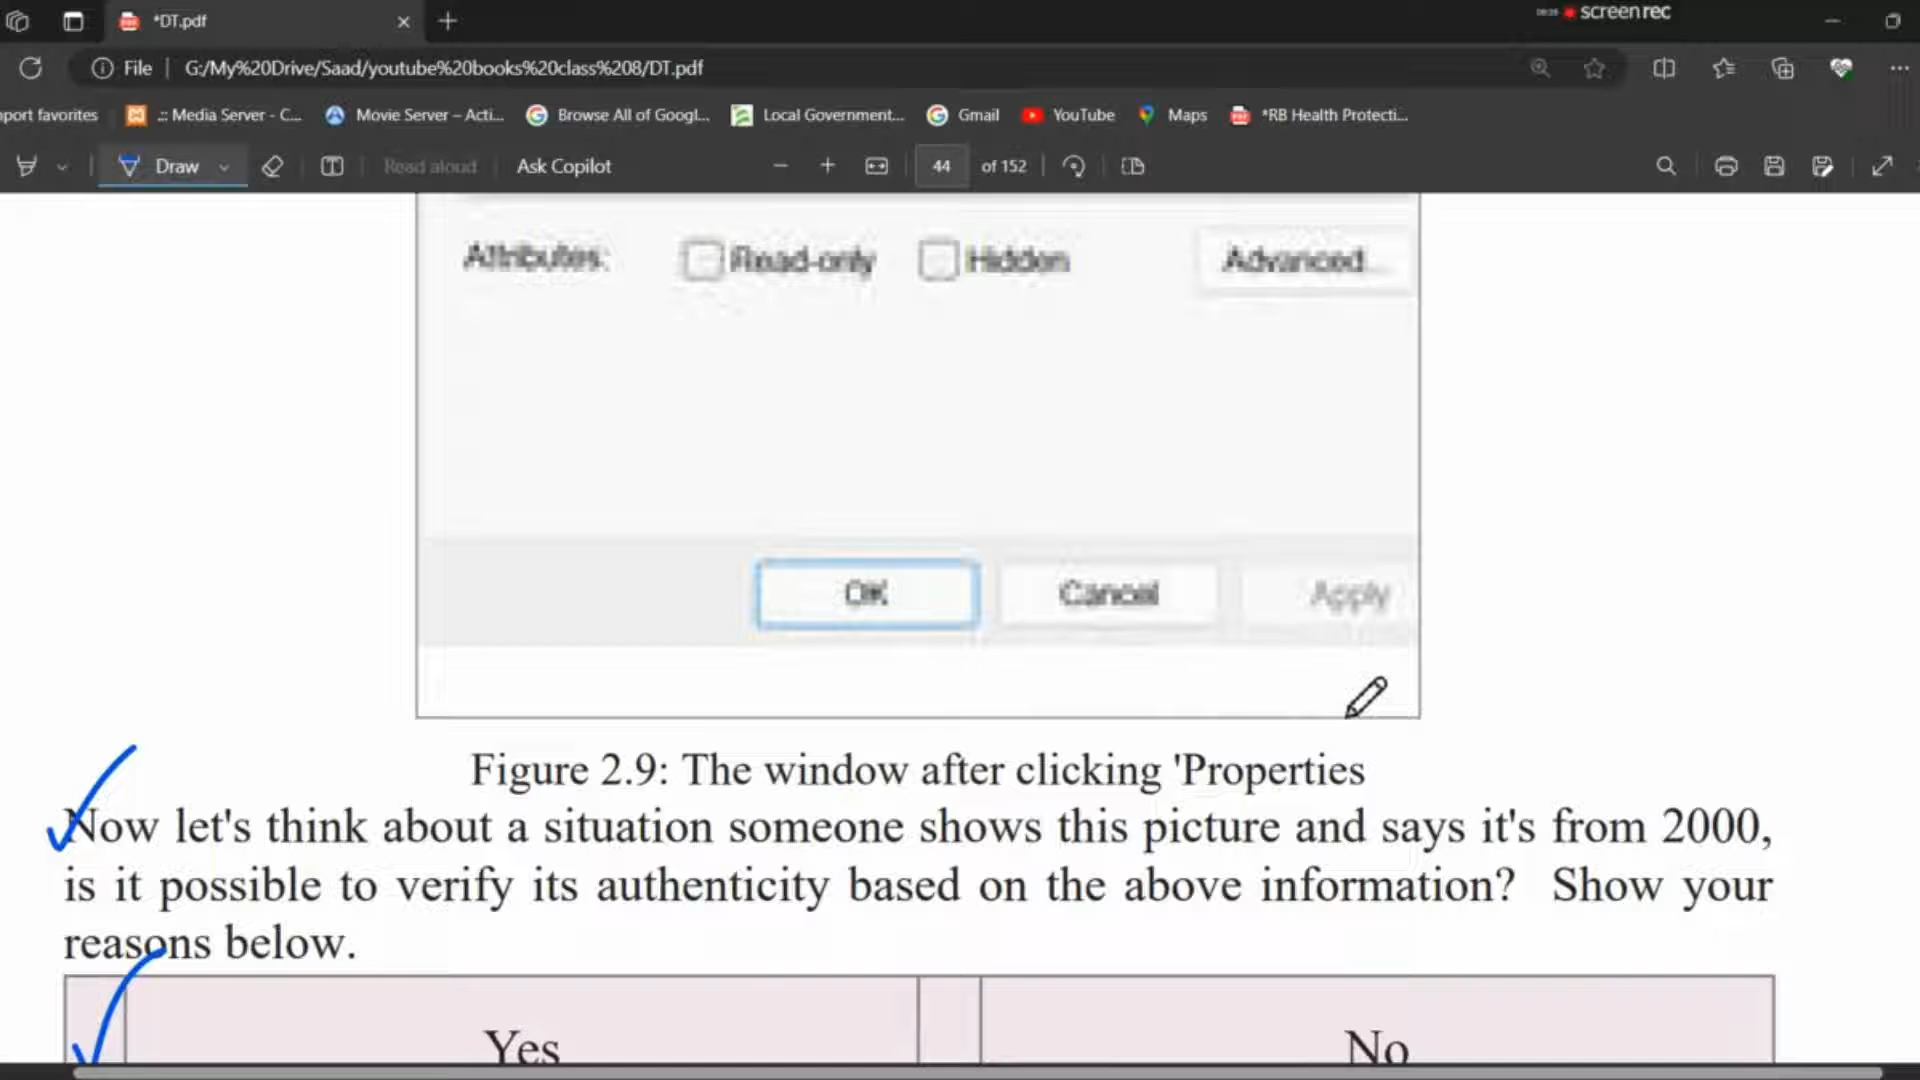 *DT.pdf
screenrec
File G:/My%20Drive/Saad/youtube%20books%20class%208/DT.pdf
port favorites .:: Media Server - C... Movie Server – Acti... Browse All of Googl... Local Government... Gmail YouTube Maps *RB Health Protecti...
Draw Read aloud Ask Copilot 44 of 152
Attributes: Read-only Hidden Advanced...
OK Cancel Apply
Figure 2.9: The window after clicking 'Properties
Now let's think about a situation someone shows this picture and says it's from 2000,
is it possible to verify its authenticity based on the above information? Show your
reasons below.
Yes No